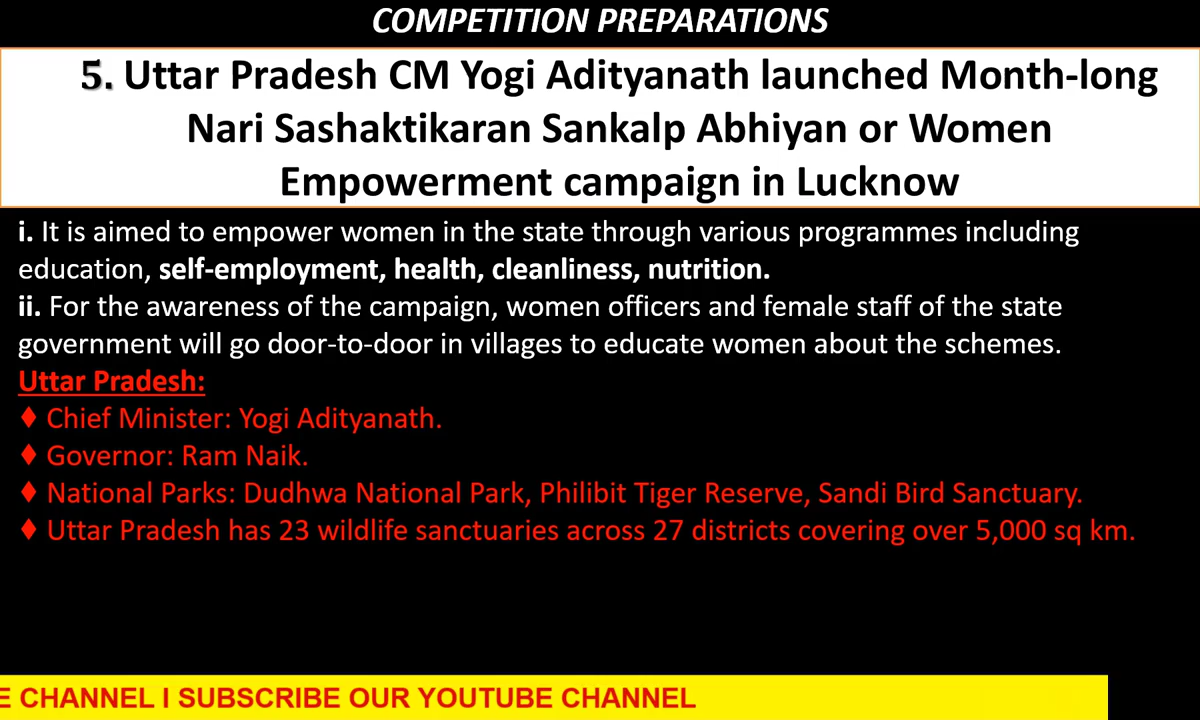 COMPETITION PREPARATIONS
5. Uttar Pradesh CM Yogi Adityanath launched Month-long
Nari Sashaktikaran Sankalp Abhiyan or Women
Empowerment campaign in Lucknow
i. It is aimed to empower women in the state through various programmes including
education, self-employment, health, cleanliness, nutrition.
ii. For the awareness of the campaign, women officers and female staff of the state
government will go door-to-door in villages to educate women about the schemes.
Uttar Pradesh:
♦ Chief Minister: Yogi Adityanath.
♦ Governor: Ram Naik.
♦ National Parks: Dudhwa National Park, Philibit Tiger Reserve, Sandi Bird Sanctuary.
♦ Uttar Pradesh has 23 wildlife sanctuaries across 27 districts covering over 5,000 sq km.
E CHANNEL I SUBSCRIBE OUR YOUTUBE CHANNEL